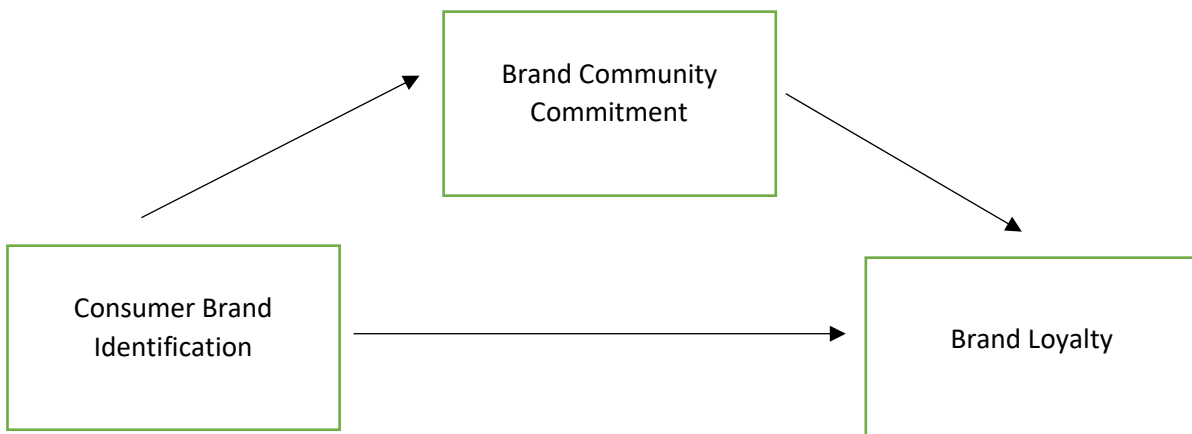 Brand Community
Commitment
Consumer Brand
Identification
Brand Loyalty